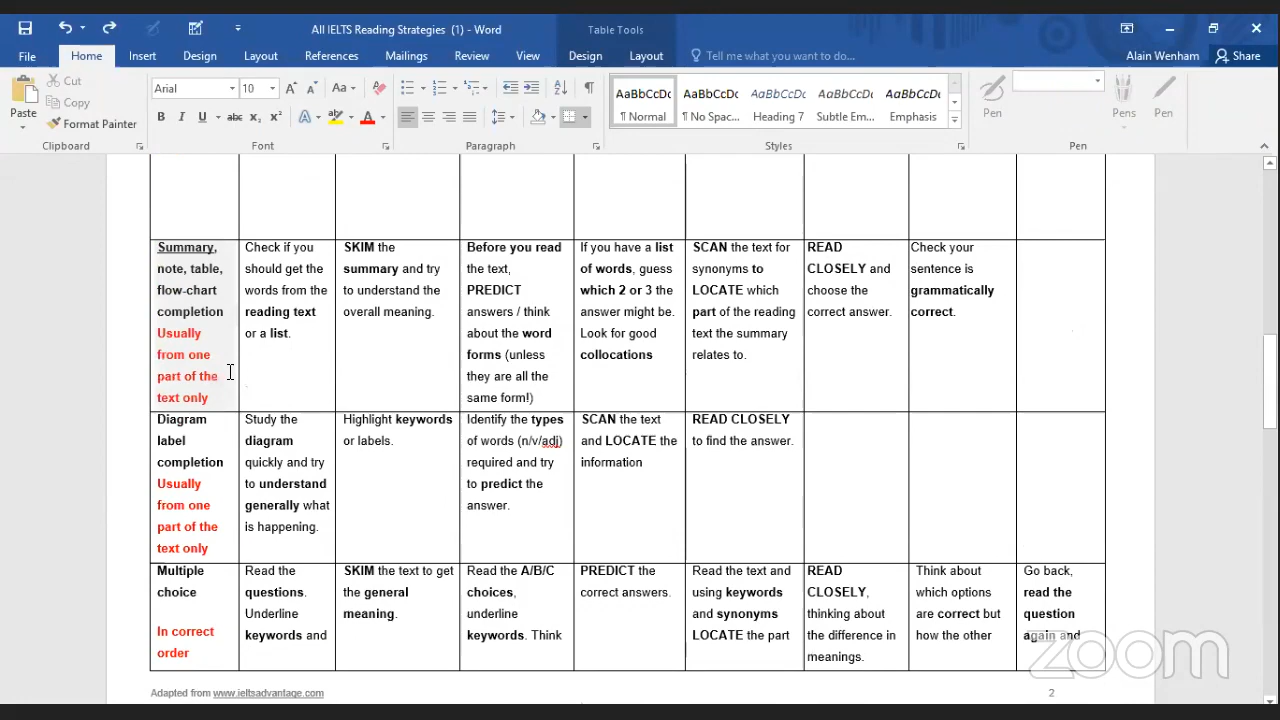 All IELTS Reading Strategies (1) - Word
Table Tools
File
Home
Insert
Design
Layout
References
Mailings
Review
View
Design
Layout
Tell me what you want to do...
Alain Wenham
Share
Paste
Cut
Copy
Format Painter
Clipboard
Arial
10
Aa
B I U abc X₂ X²
Font
Paragraph
AaBbCcDc
¶ Normal
AaBbCcDc
¶ No Spac...
AaBbCcDc
Heading 7
AaBbCcDc
Subtle Em...
AaBbCcDc
Emphasis
Styles
Pen
Pens
Pen
Pen
Summary,
note, table,
flow-chart
completion
Usually
from one
part of the
text only
Check if you
should get the
words from the
reading text
or a list.
SKIM the
summary and try
to understand the
overall meaning.
Before you read
the text,
PREDICT
answers / think
about the word
forms (unless
they are all the
same form!)
If you have a list
of words, guess
which 2 or 3 the
answer might be.
Look for good
collocations
SCAN the text for
synonyms to
LOCATE which
part of the reading
text the summary
relates to.
READ
CLOSELY and
choose the
correct answer.
Check your
sentence is
grammatically
correct.
Diagram
label
completion
Usually
from one
part of the
text only
Study the
diagram
quickly and try
to understand
generally what
is happening.
Highlight keywords
or labels.
Identify the types
of words (n/v/adj)
required and try
to predict the
answer.
SCAN the text
and LOCATE the
information
READ CLOSELY
to find the answer.
Multiple
choice
In correct
order
Read the
questions.
Underline
keywords and
SKIM the text to get
the general
meaning.
Read the A/B/C
choices,
underline
keywords. Think
PREDICT the
correct answers.
Read the text and
using keywords
and synonyms
LOCATE the part
READ
CLOSELY,
thinking about
the difference in
meanings.
Think about
which options
are correct but
how the other
Go back,
read the
question
again and
Adapted from www.ieltsadvantage.com
2
zoom